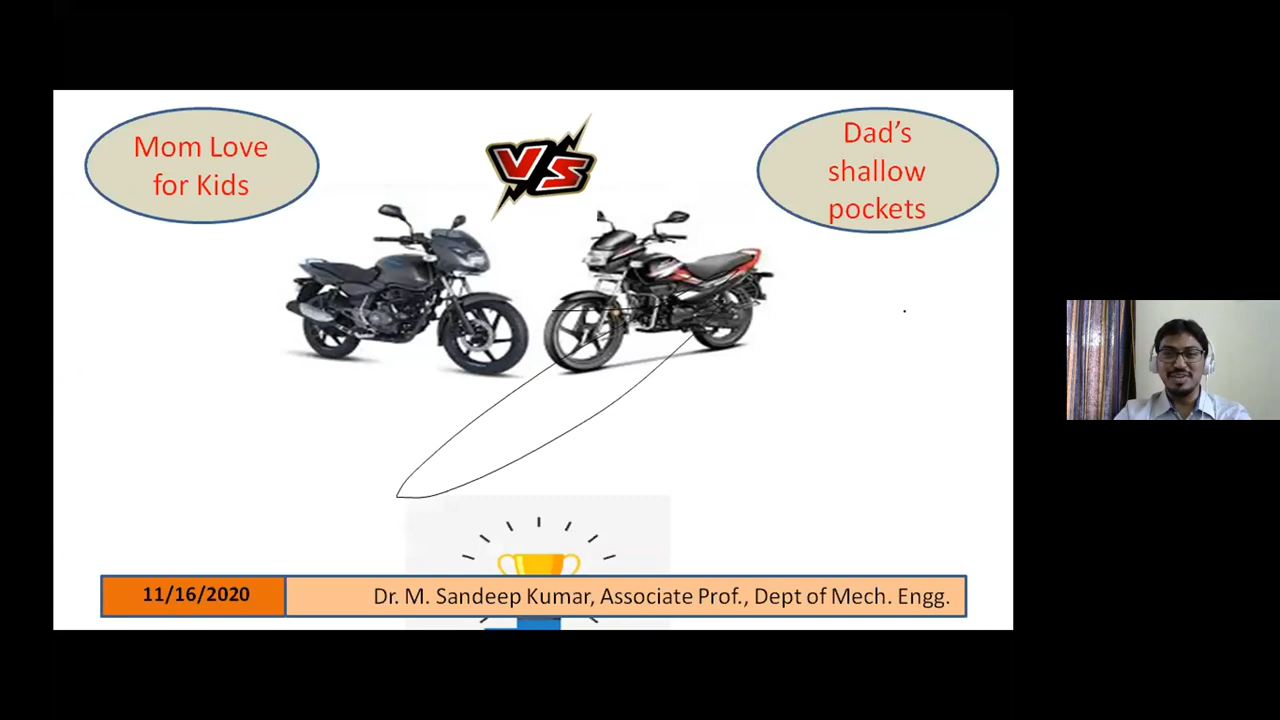 Mom Love
for Kids
VS
Dad's
shallow
pockets
11/16/2020
Dr. M. Sandeep Kumar, Associate Prof., Dept of Mech. Engg.